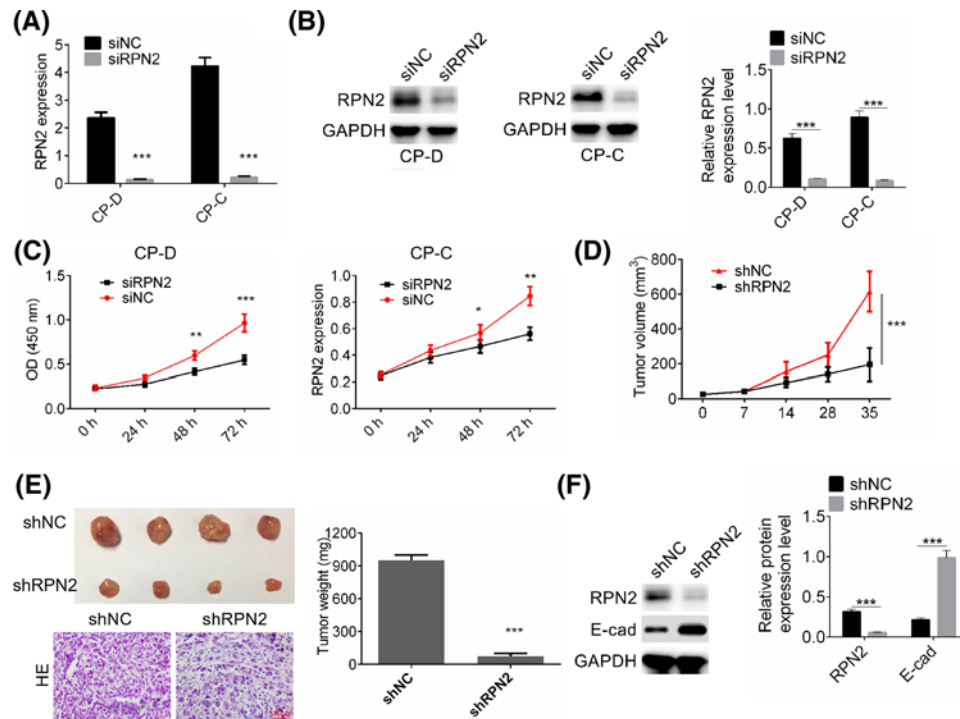 (A)
siNC
siRPN2
RPN2 expression
5
4
3
2
1
0
***
***
CP-D
CP-C
(B)
siNC
siRPN2
RPN2
GAPDH
CP-D
siNC
siRPN2
RPN2
GAPDH
CP-C
siNC
siRPN2
Relative RPN2
expression level
1.5
1.0
0.5
0.0
***
***
CP-D
CP-C
(C)
CP-D
siRPN2
siNC
OD (450 nm)
1.5
1.0
0.5
0.0
**
***
0 h
24 h
48 h
72 h
CP-C
siRPN2
siNC
RPN2 expression
1.0
0.8
0.6
0.4
0.2
0.0
*
**
0 h
24 h
48 h
72 h
(D)
shNC
shRPN2
Tumor volume (mm³)
800
600
400
200
0
***
0
7
14
28
35
(E)
shNC
shRPN2
shNC
shRPN2
HE
Tumor weight (mg)
1200
900
600
300
0
***
shNC
shRPN2
(F)
shNC
shRPN2
RPN2
E-cad
GAPDH
shNC
shRPN2
Relative protein
expression level
1.5
1.0
0.5
0.0
***
***
RPN2
E-cad